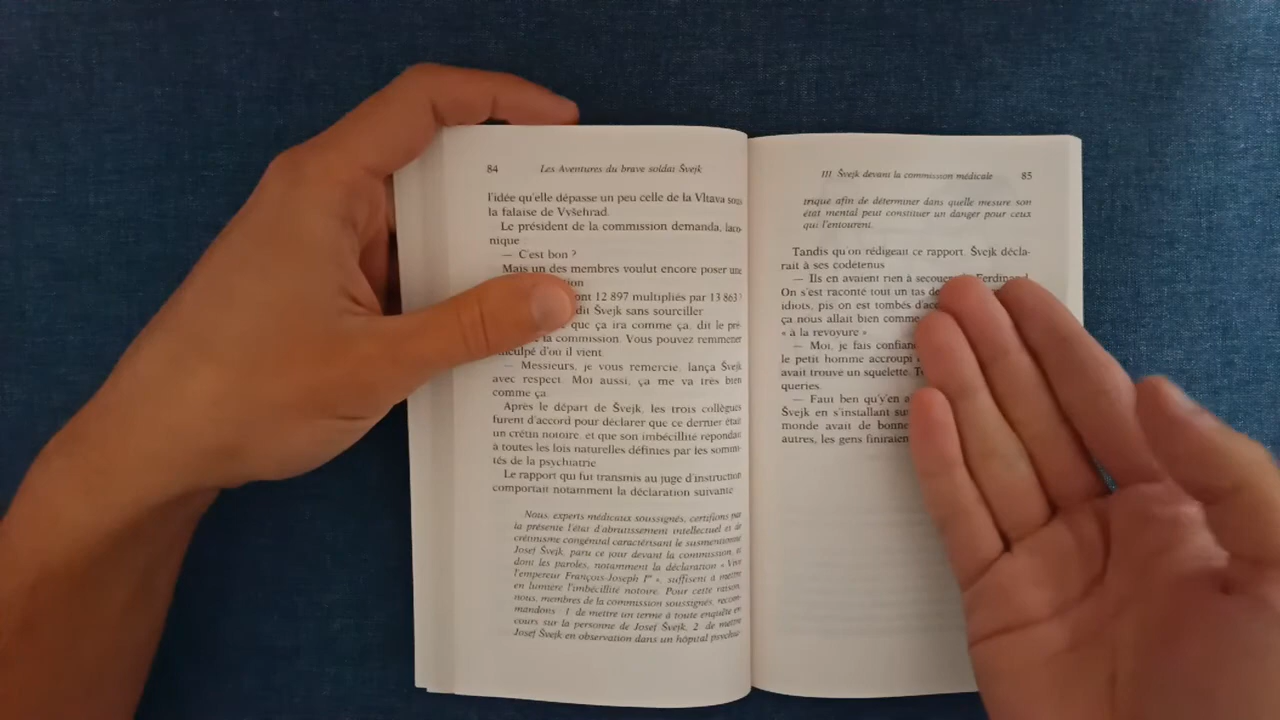 84 Les Aventures du brave soldat Švejk
l'idée qu'elle dépasse un peu celle de la Vltava sous
la falaise de Vyšehrad.
Le président de la commission demanda, laco-
nique
— C'est bon ?
Mais un des membres voulut encore poser une
12 897 multipliés par 13 863 ?
dit Švejk sans sourciller
que ça ira comme ça, dit le pré-
la commission. Vous pouvez remmener
d'où il vient.
— Messieurs, je vous remercie, lança Švejk
avec respect. Moi aussi, ça me va très bien
comme ça.
Après le départ de Švejk, les trois collègues
furent d'accord pour déclarer que ce dernier était
un crétin notoire, et que son imbécillité répondait
à toutes les lois naturelles définies par les sommi-
tés de la psychiatrie
Le rapport qui fut transmis au juge d'instruction
comportait notamment la déclaration suivante
Nous, experts médicaux soussignés, certifions par
la présente l'état d'abrutissement intellectuel et de
crétinisme congénital caractérisant le susmentionné
Josef Švejk, paru ce jour devant la commission, et
dont les paroles, notamment la déclaration « Vive
l'empereur François-Joseph Iᵉʳ », suffisent à mettre
en lumière l'imbécillité notoire. Pour cette raison,
nous, membres de la commission soussignés, recom-
mandons 1 de mettre un terme à toute enquête en
cours sur la personne de Josef Švejk, 2. de mettre
Josef Švejk en observation dans un hôpital psychia-
III Švejk devant la commission médicale 85
trique afin de déterminer dans quelle mesure son
état mental peut constituer un danger pour ceux
qui l'entourent.
Tandis qu'on rédigeait ce rapport, Švejk décla-
rait à ses codétenus
— Ils en avaient rien à secouer Ferdinand.
On s'est raconté tout un tas de
idiots, pis on est tombés
ça nous allait bien comme
« à la revoyure ».
— Moi, je fais
le petit homme accroupi
avait trouvé un squelette.
queries.
— Faut ben qu'y'en
Švejk en s'installant
monde avait de
autres, les gens finiraient